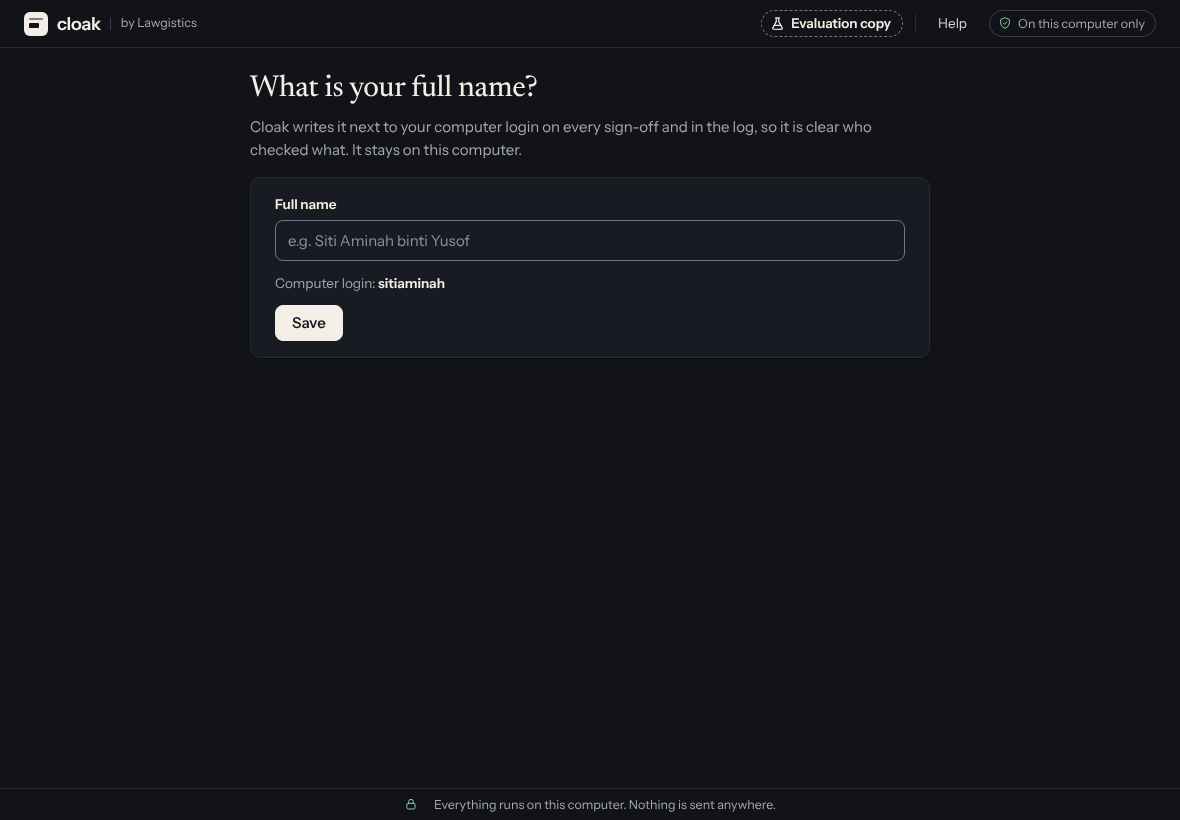 cloak
by Lawgistics
Evaluation copy
Help
On this computer only
What is your full name?
Cloak writes it next to your computer login on every sign-off and in the log, so it is clear who
checked what. It stays on this computer.
Full name
e.g. Siti Aminah binti Yusof
Computer login: sitiaminah
Save
Everything runs on this computer. Nothing is sent anywhere.